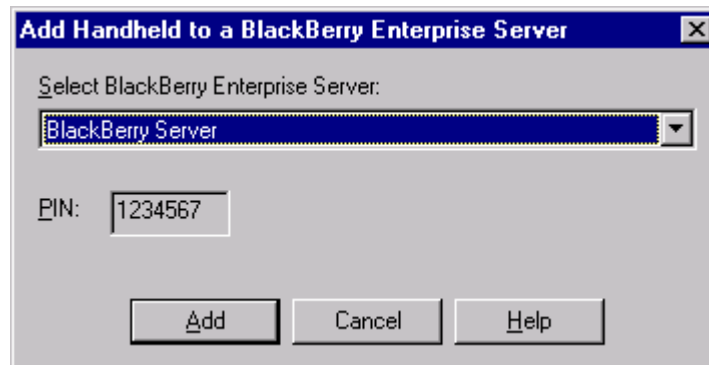 Add Handheld to a BlackBerry Enterprise Server
Select BlackBerry Enterprise Server:
BlackBerry Server
PIN: 1234567
Add Cancel Help